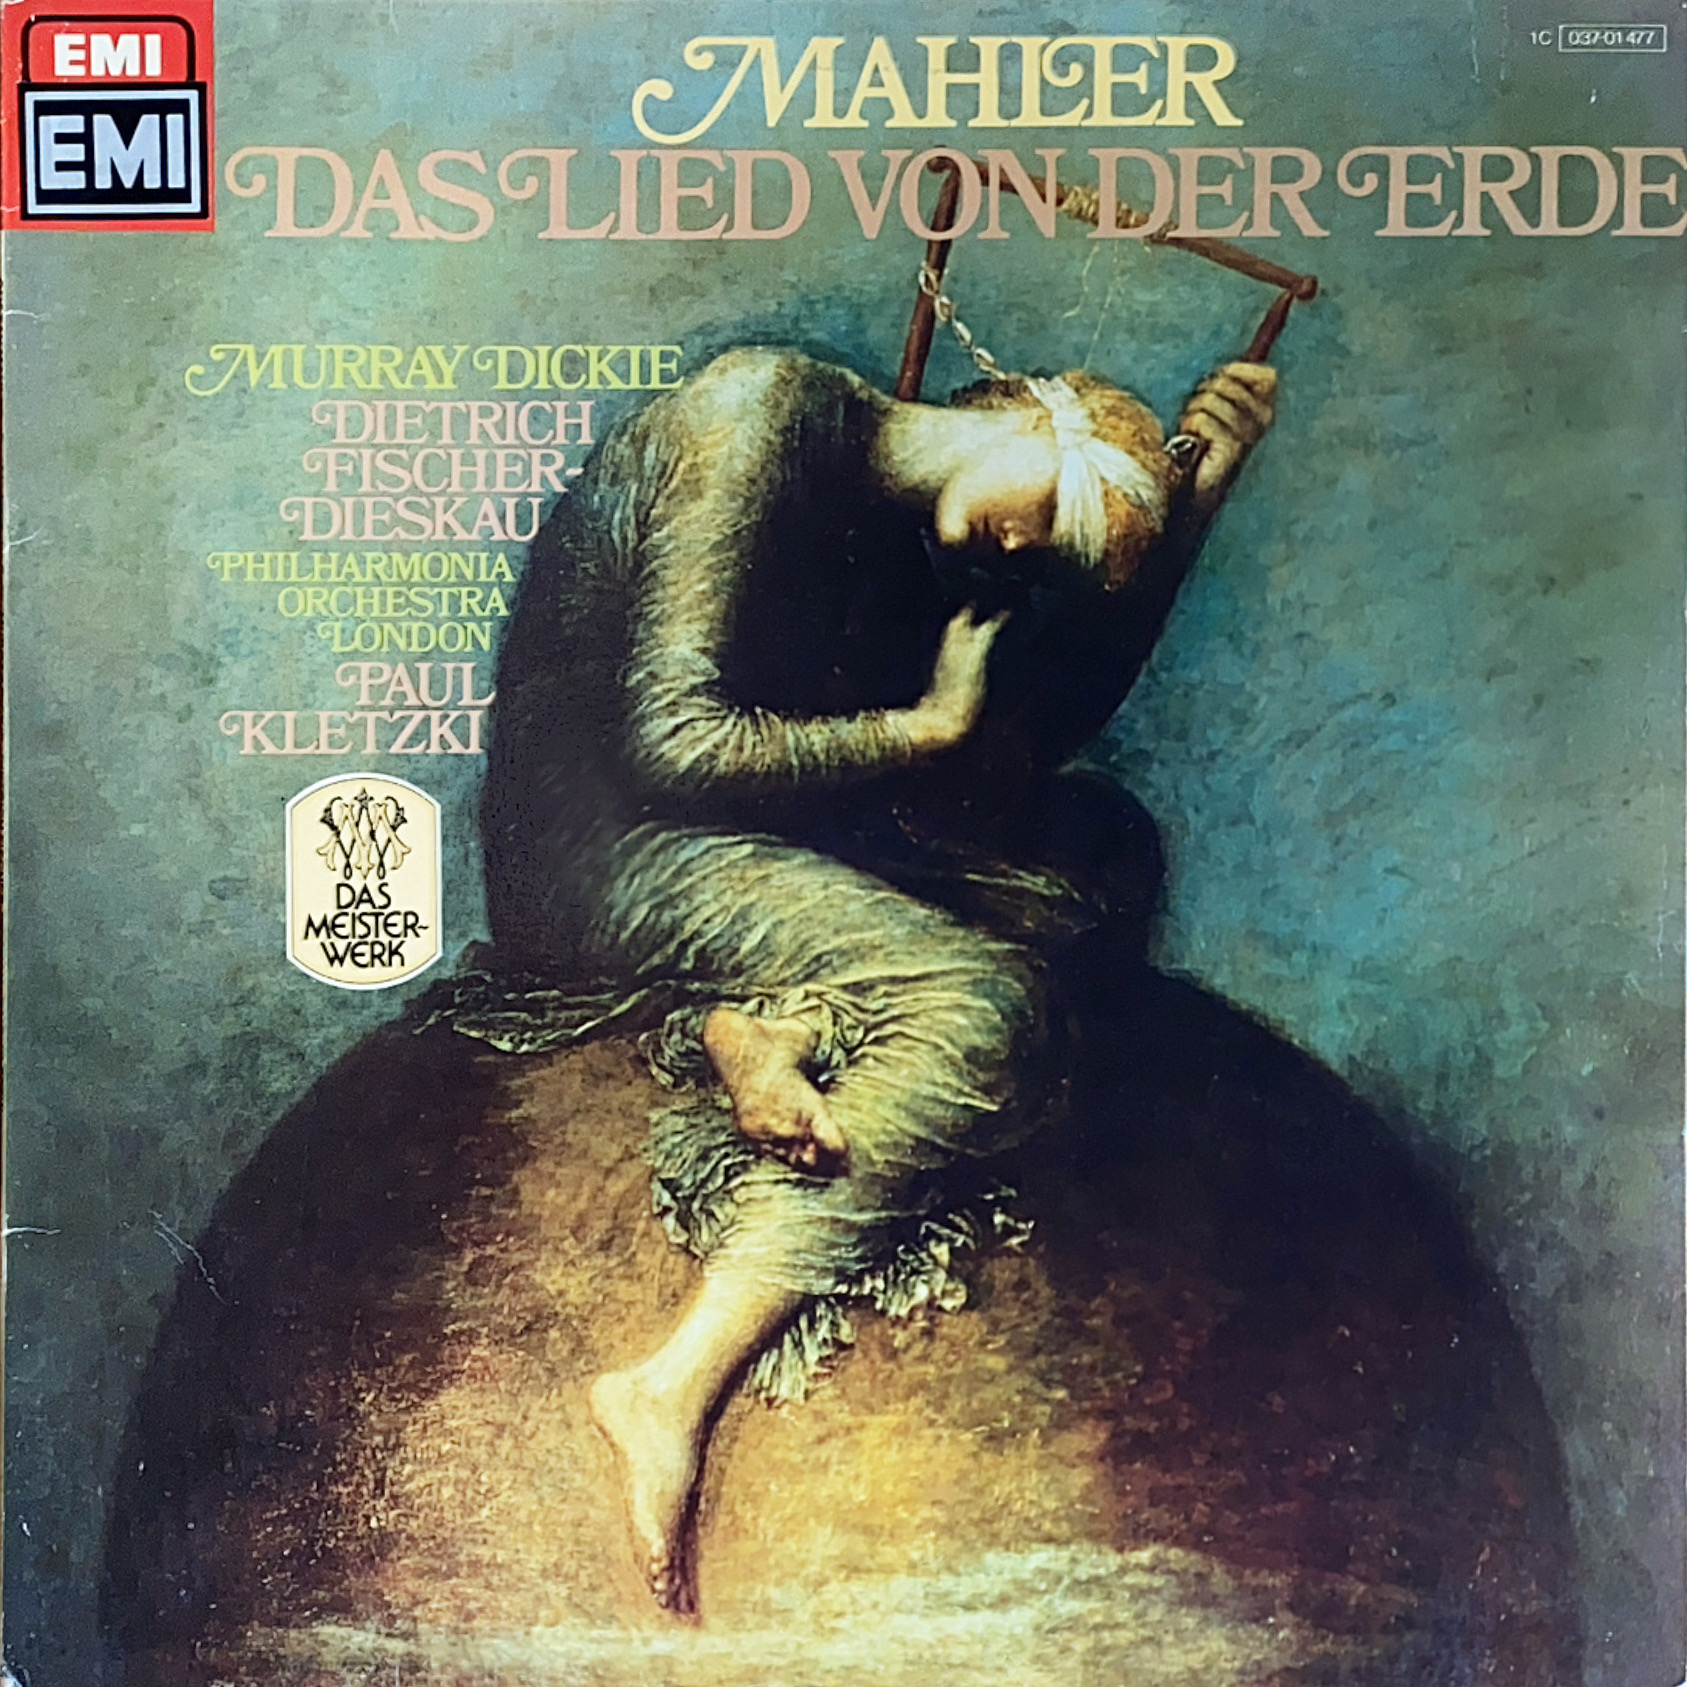 EMI
EMI
1C 037-01 477
MAHLER
DAS LIED VON DER ERDE
MURRAY DICKIE
DIETRICH
FISCHER-
DIESKAU
PHILHARMONIA
ORCHESTRA
LONDON
PAUL
KLETZKI
DAS
MEISTER-
WERK